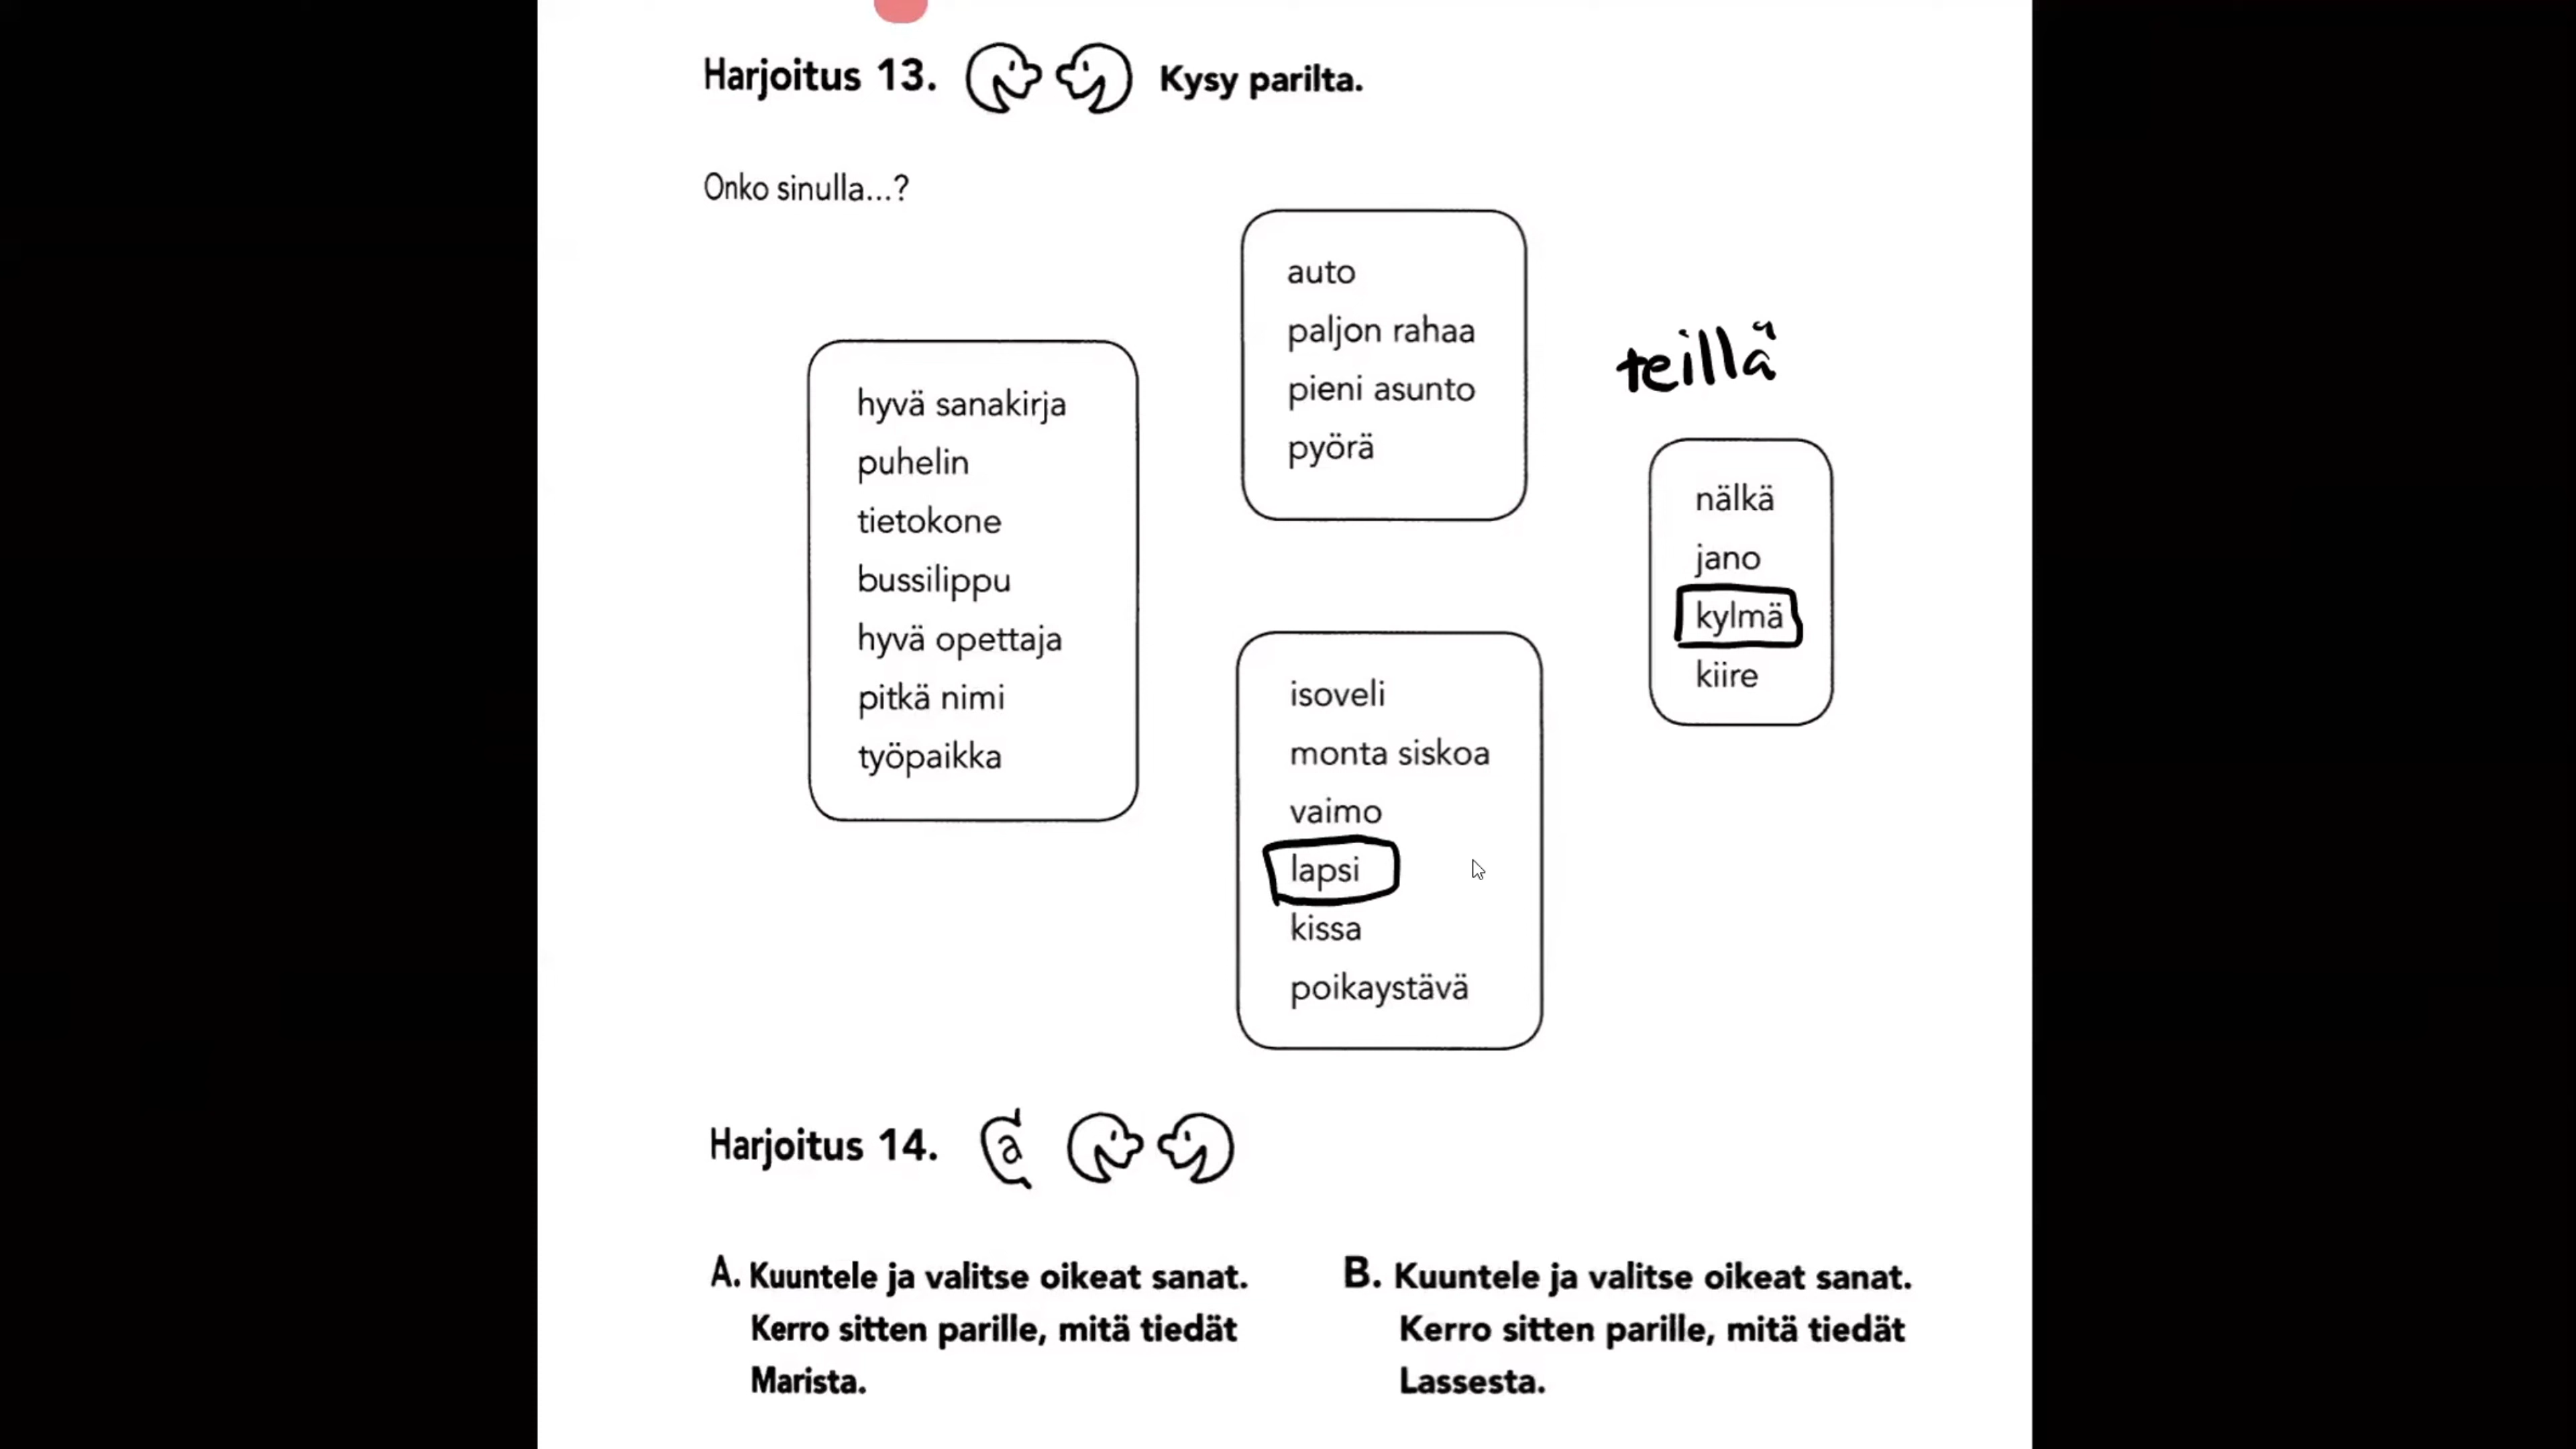 Harjoitus 13. Kysy parilta.
Onko sinulla...?
auto
paljon rahaa
pieni asunto
pyörä
teillä
hyvä sanakirja
puhelin
tietokone
bussilippu
hyvä opettaja
pitkä nimi
työpaikka
nälkä
jano
kylmä
kiire
isoveli
monta siskoa
vaimo
lapsi
kissa
poikaystävä
Harjoitus 14. a
A. Kuuntele ja valitse oikeat sanat.
Kerro sitten parille, mitä tiedät
Marista.
B. Kuuntele ja valitse oikeat sanat.
Kerro sitten parille, mitä tiedät
Lassesta.